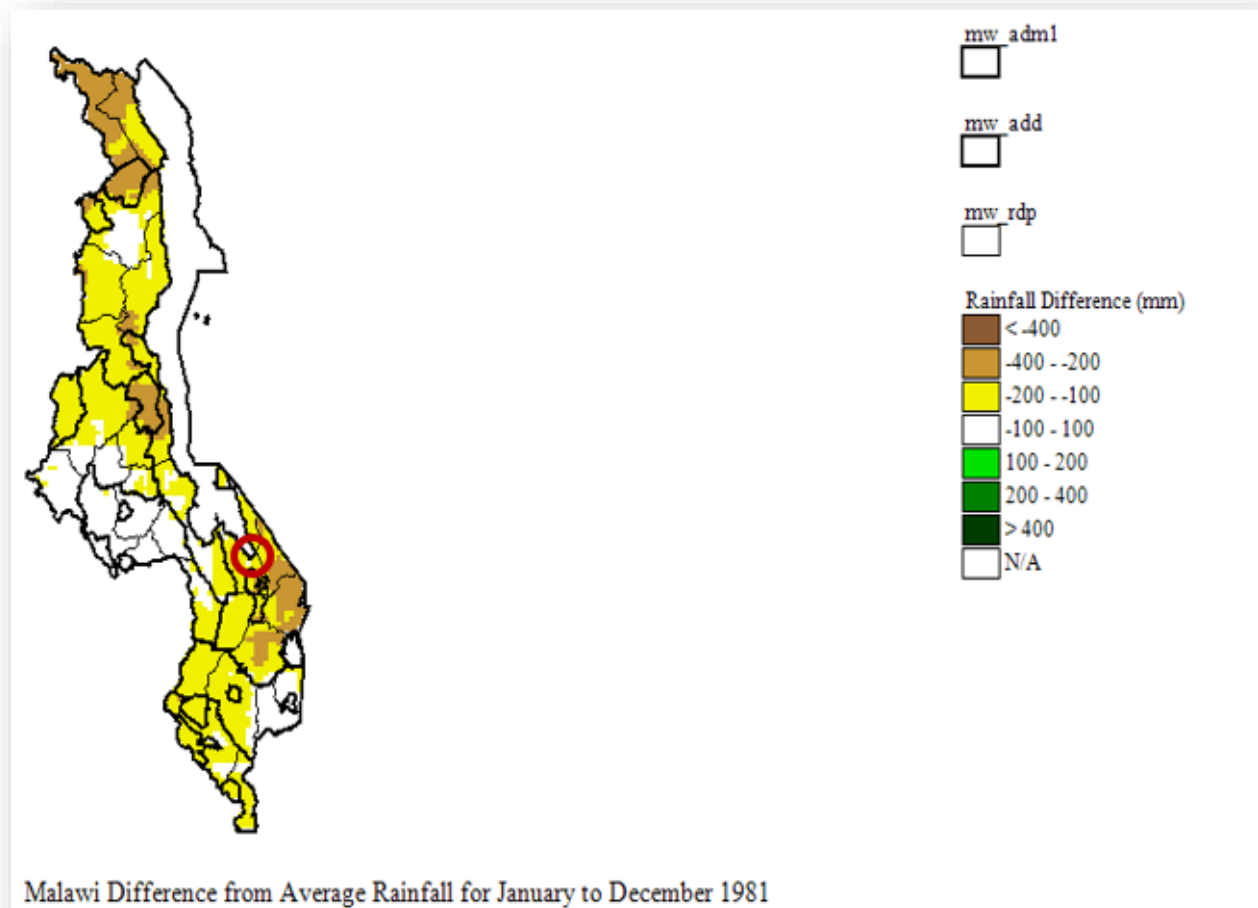 mw_adm1
mw_add
mw_rdp
Rainfall Difference (mm)
< -400
-400 - -200
-200 - -100
-100 - 100
100 - 200
200 - 400
> 400
N/A
Malawi Difference from Average Rainfall for January to December 1981